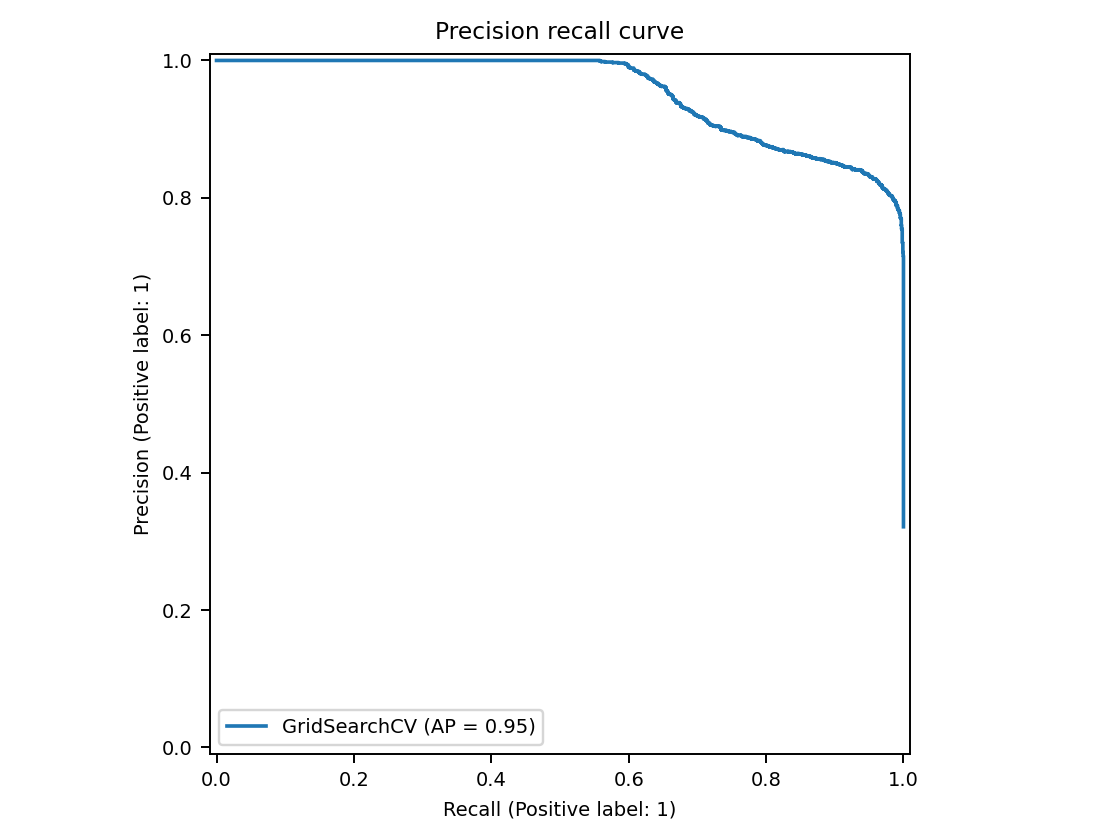 Precision recall curve
1.0
0.8
0.6
0.4
0.2
0.0
Precision (Positive label: 1)
GridSearchCV (AP = 0.95)
0.0 0.2 0.4 0.6 0.8 1.0
Recall (Positive label: 1)